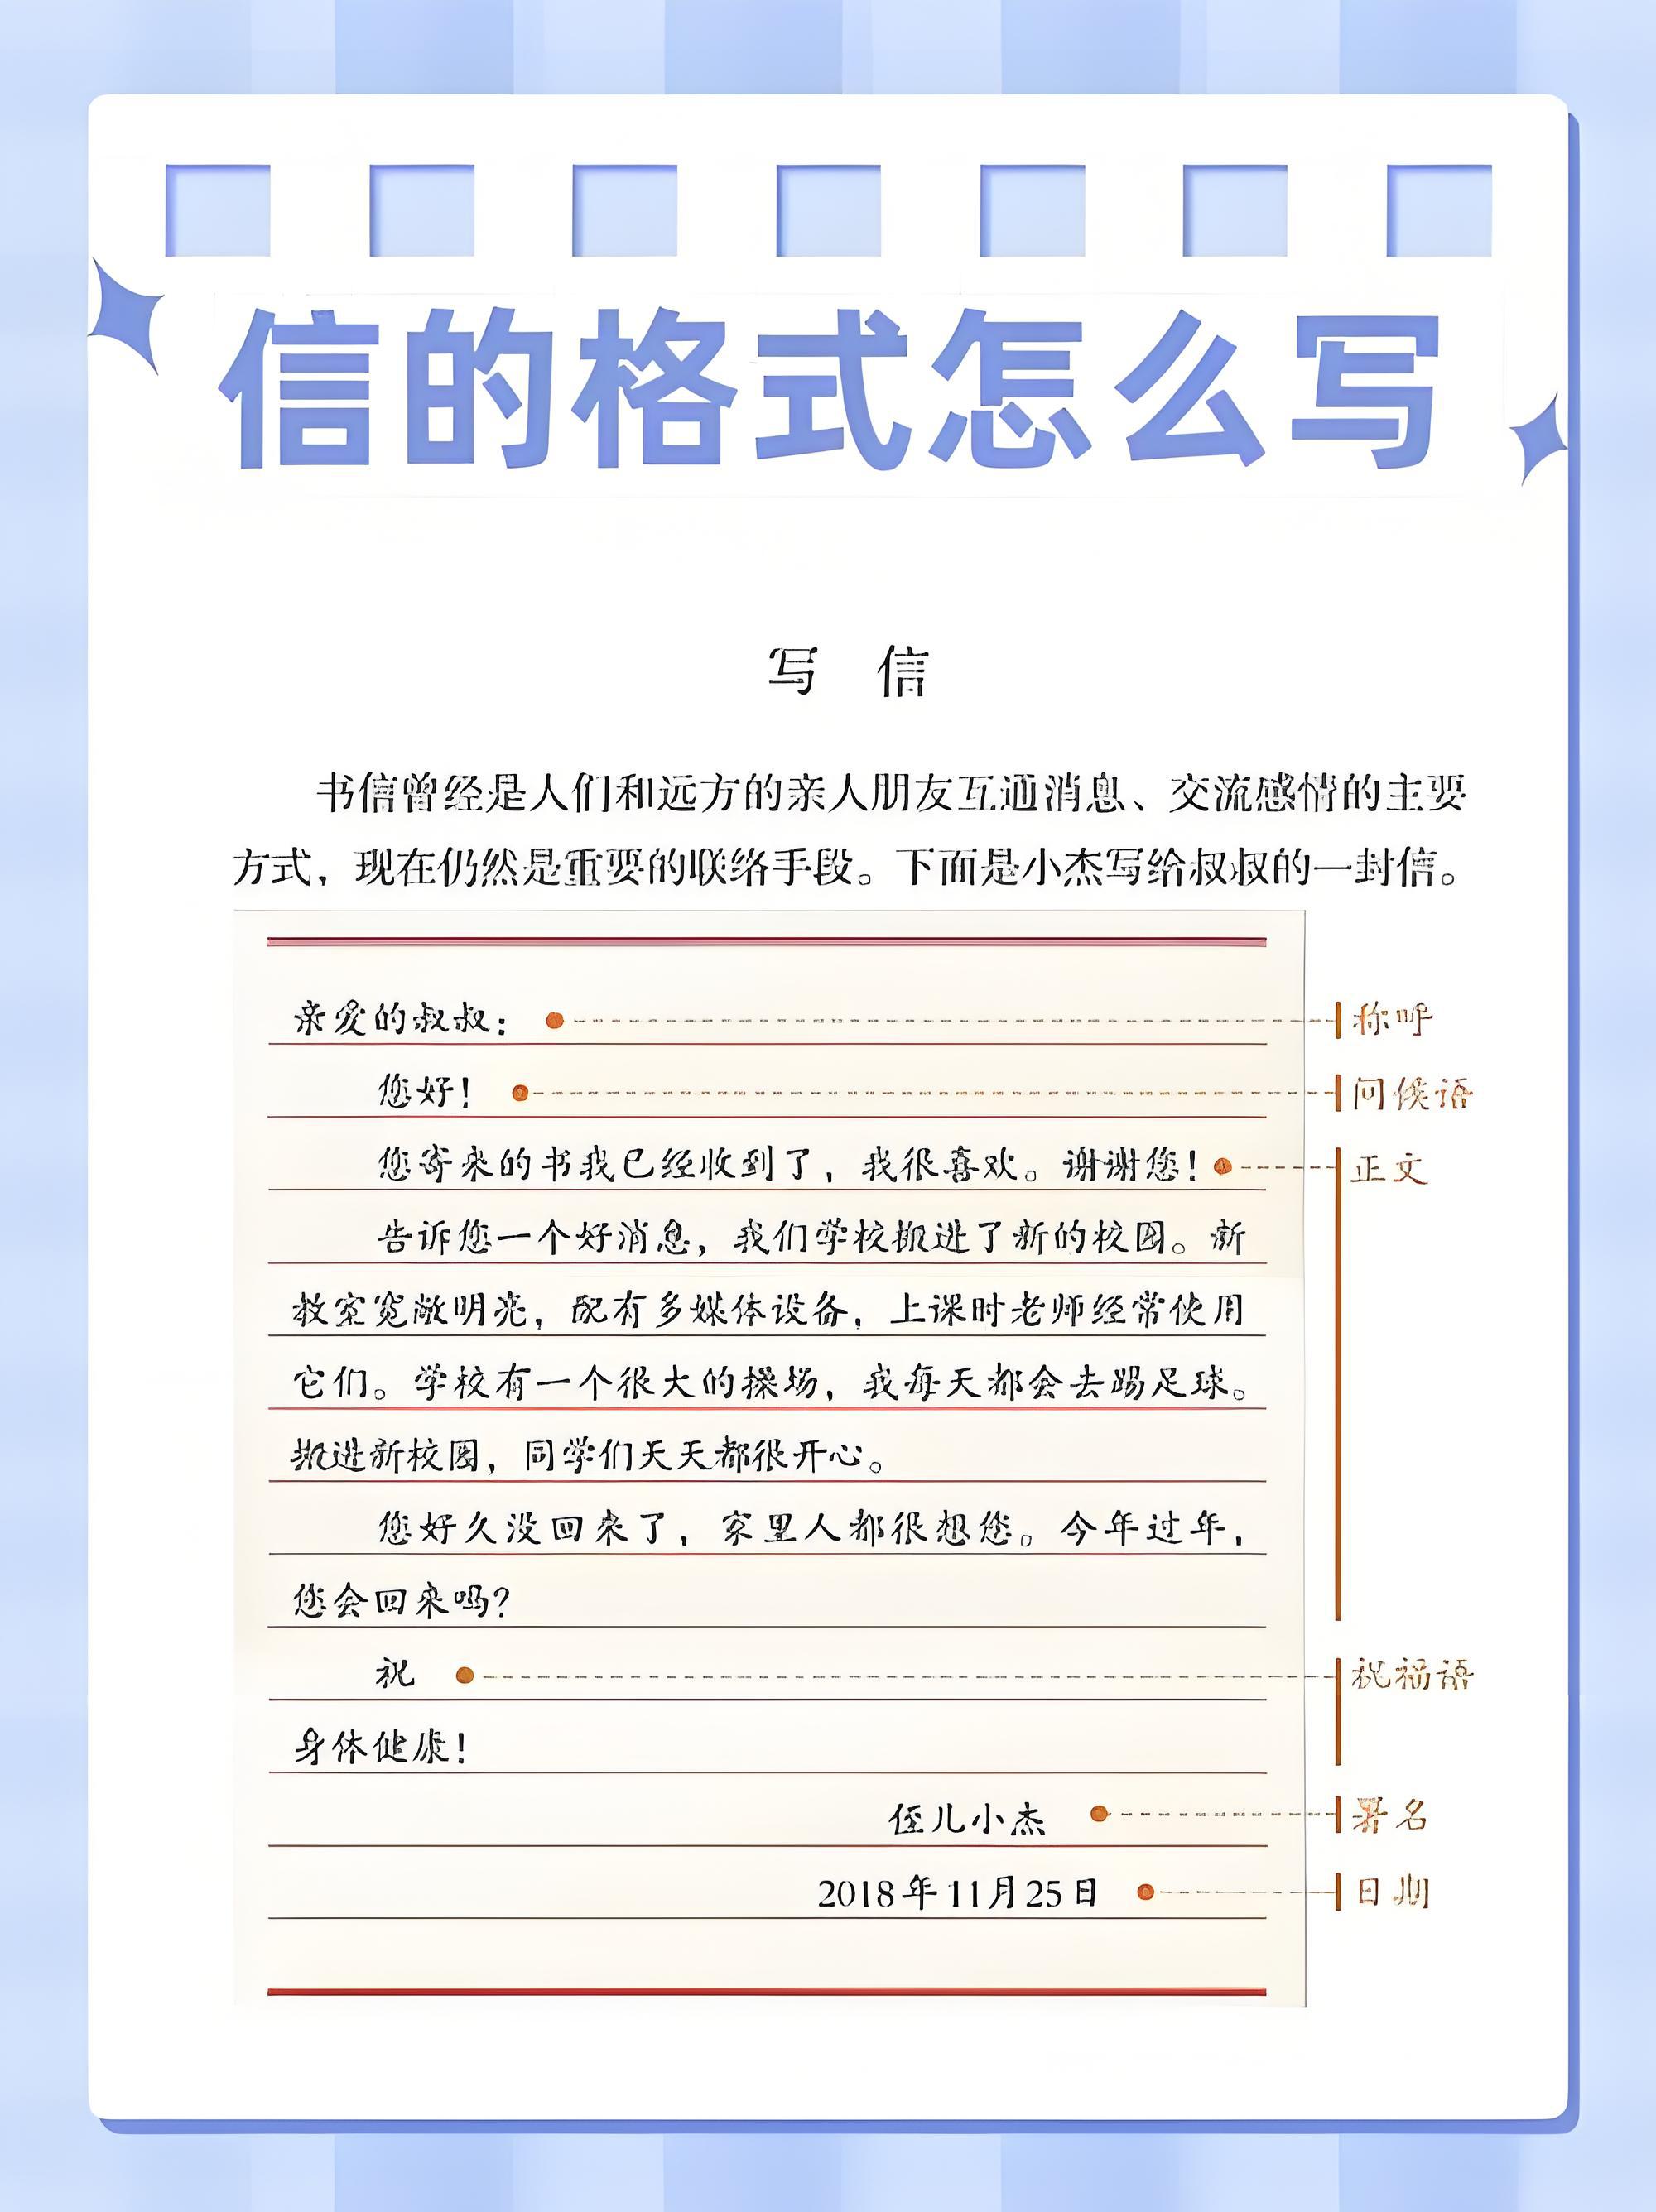 信的格式怎么写
写 信
书信曾经是人们和远方的亲人朋友互通消息、交流感情的主要
方式，现在仍然是重要的联络手段。下面是小杰写给叔叔的一封信。
亲爱的叔叔： 称呼
您好！ 问候语
您寄来的书我已经收到了，我很喜欢。谢谢您！ 正文
告诉您一个好消息，我们学校搬进了新的校园。新
教室宽敞明亮，配有多媒体设备，上课时老师经常使用
它们。学校有一个很大的操场，我每天都会去踢足球。
搬进新校园，同学们天天都很开心。
您好久没回来了，家里人都很想您。今年过年，
您会回来吗？
祝 祝福语
身体健康！
侄儿小杰 署名
2018年11月25日 日期